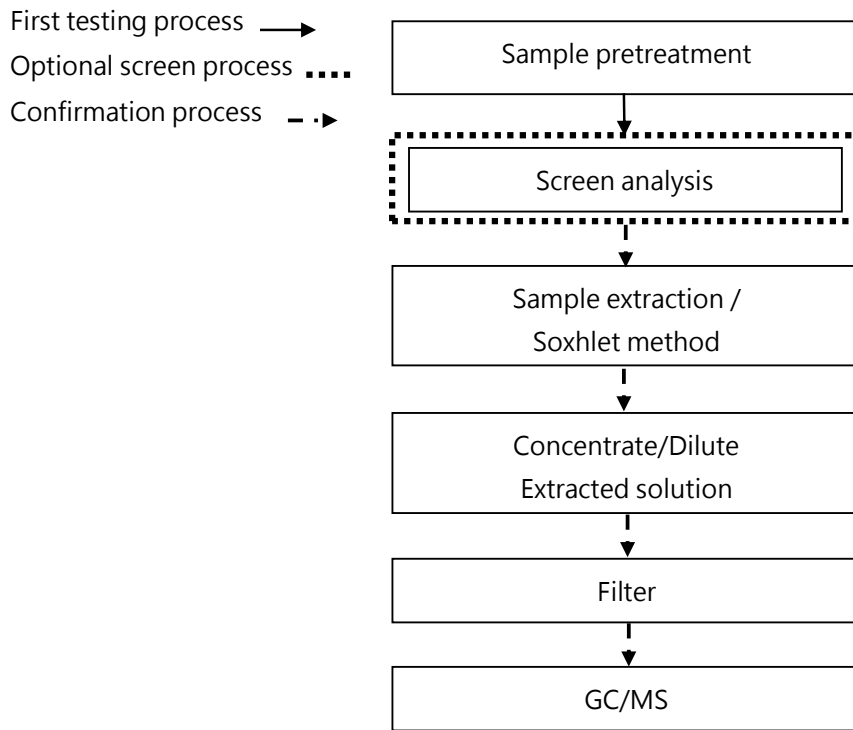 First testing process
Optional screen process
Confirmation process
Sample pretreatment
Screen analysis
Sample extraction /
Soxhlet method
Concentrate/Dilute
Extracted solution
Filter
GC/MS